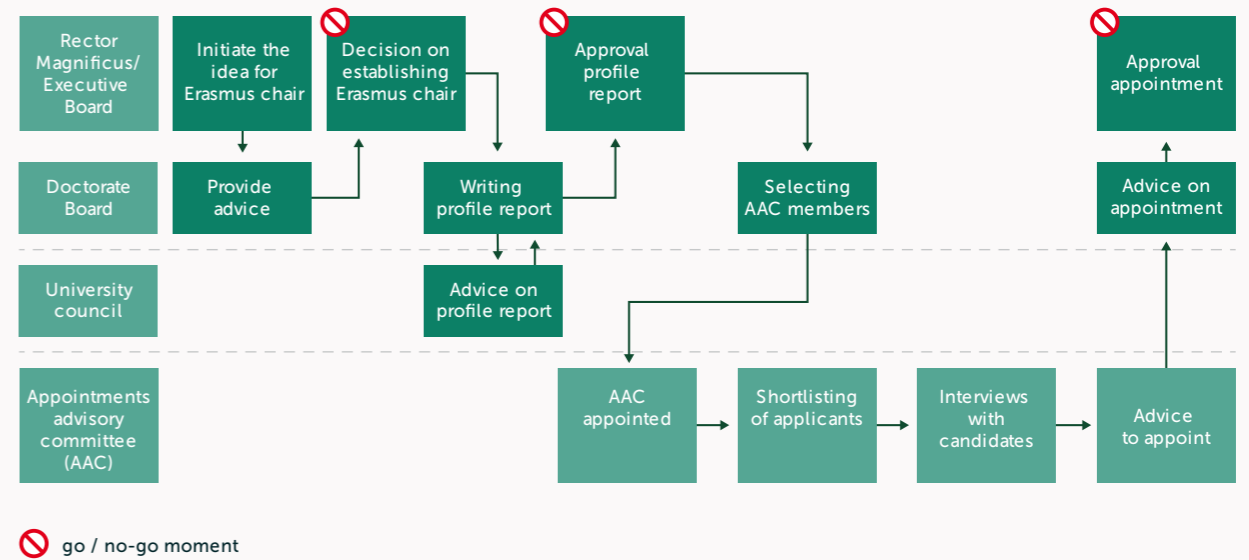 Rector
Magnificus/
Executive
Board
Initiate the
idea for
Erasmus chair
Decision on
establishing
Erasmus chair
Approval
profile
report
Approval
appointment
Doctorate
Board
Provide
advice
Writing
profile report
Selecting
AAC members
Advice on
appointment
University
council
Advice on
profile report
Appointments
advisory
committee
(AAC)
AAC
appointed
Shortlisting
of applicants
Interviews
with
candidates
Advice
to appoint
go / no-go moment